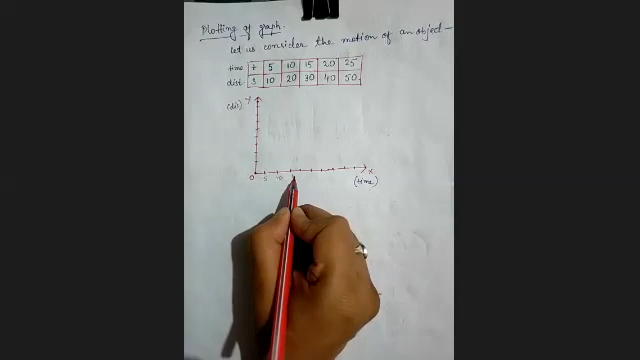 Plotting of graph.
Let us consider the motion of an object -
time t 5 10 15 20 25
dist S 10 20 30 40 50
Y
(dis)
0 5 10 X
(time)